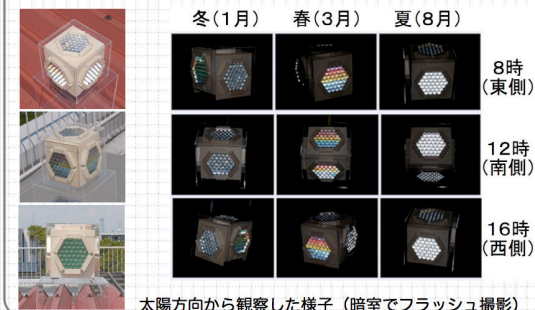 冬(1月) 春(3月) 夏(8月)
8時
(東側)
12時
(南側)
16時
(西側)
太陽方向から観察した様子(暗室でフラッシュ撮影)